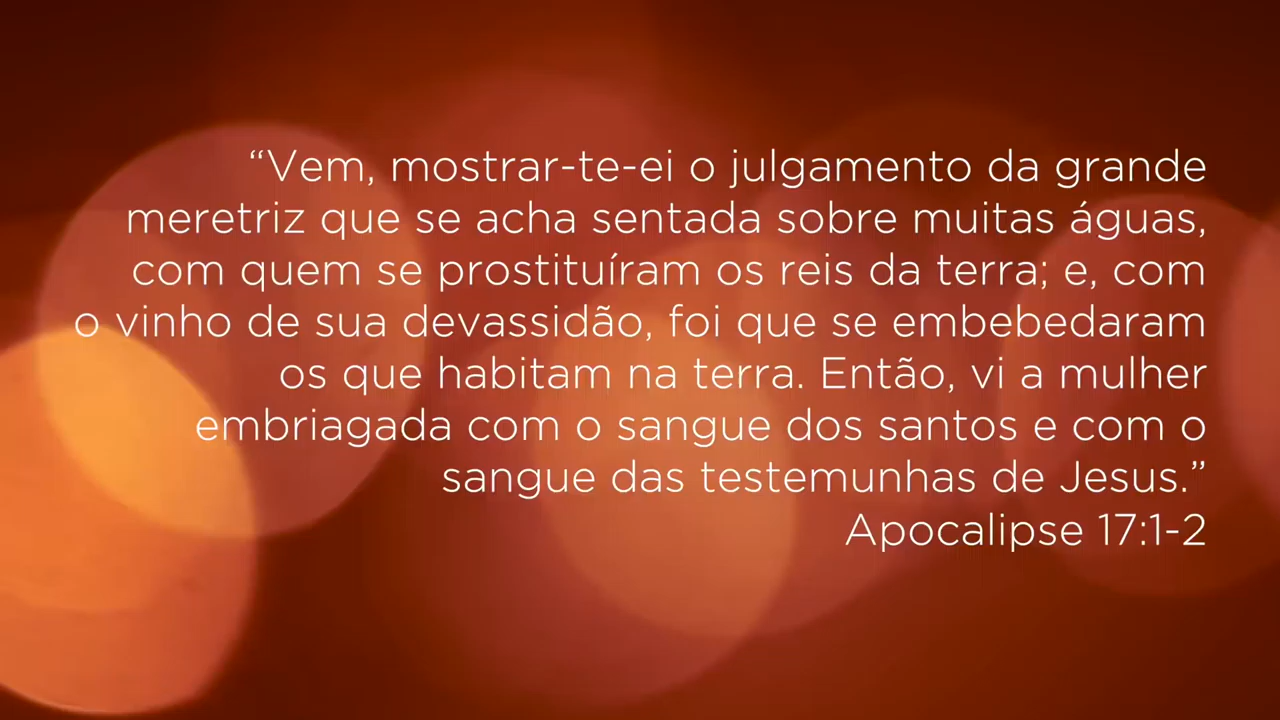 “Vem, mostrar-te-ei o julgamento da grande
meretriz que se acha sentada sobre muitas águas,
com quem se prostituíram os reis da terra; e, com
o vinho de sua devassidão, foi que se embebedaram
os que habitam na terra. Então, vi a mulher
embriagada com o sangue dos santos e com o
sangue das testemunhas de Jesus.”
Apocalipse 17:1-2